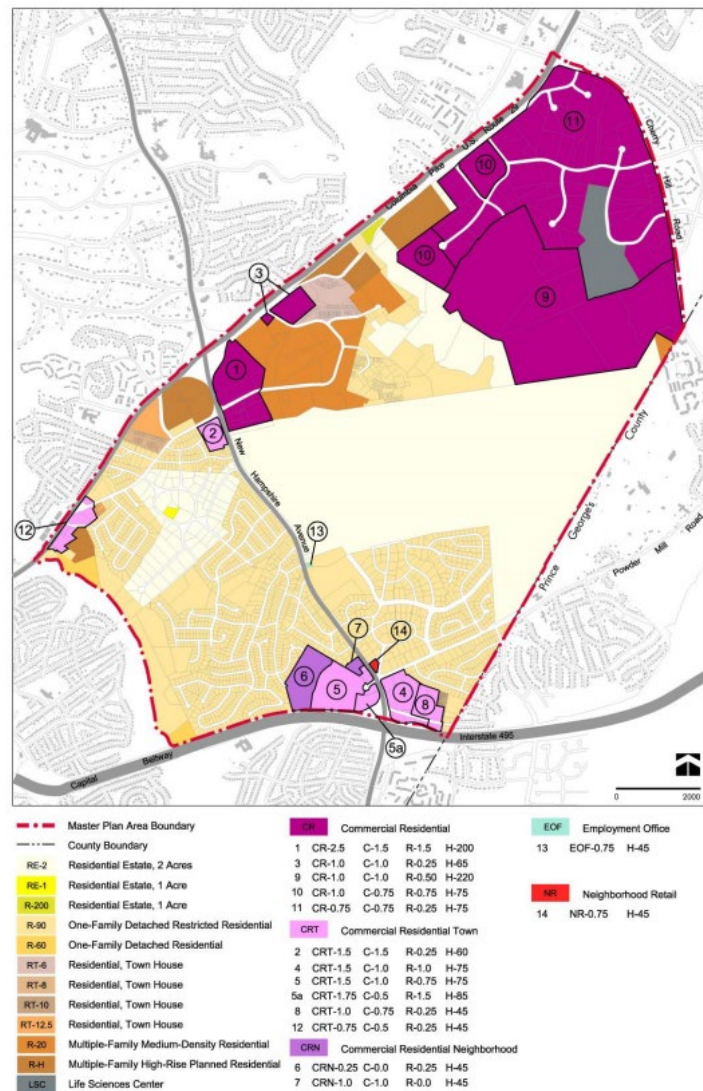 Columbia Pike U.S. Route 29
Cherry Hill Road
11
10
10
9
3
1
2
New Hampshire Avenue
12
13
Prince George's County
Powder Mill Road
7
14
6
5
4
8
5a
Interstate 495
Capital Beltway
0 2000
Master Plan Area Boundary
County Boundary
RE-2 Residential Estate, 2 Acres
RE-1 Residential Estate, 1 Acre
R-200 Residential Estate, 1 Acre
R-90 One-Family Detached Restricted Residential
R-60 One-Family Detached Residential
RT-6 Residential, Town House
RT-8 Residential, Town House
RT-10 Residential, Town House
RT-12.5 Residential, Town House
R-20 Multiple-Family Medium-Density Residential
R-H Multiple-Family High-Rise Planned Residential
LSC Life Sciences Center
CR Commercial Residential
1 CR-2.5 C-1.5 R-1.5 H-200
3 CR-1.0 C-1.0 R-0.25 H-65
9 CR-1.0 C-1.0 R-0.50 H-220
10 CR-1.0 C-0.75 R-0.75 H-75
11 CR-0.75 C-0.75 R-0.25 H-75
CRT Commercial Residential Town
2 CRT-1.5 C-1.5 R-0.25 H-60
4 CRT-1.5 C-1.0 R-1.0 H-75
5 CRT-1.5 C-1.0 R-0.75 H-75
5a CRT-1.75 C-0.5 R-1.5 H-85
8 CRT-1.0 C-0.75 R-0.25 H-45
12 CRT-0.75 C-0.5 R-0.25 H-45
CRN Commercial Residential Neighborhood
6 CRN-0.25 C-0.0 R-0.25 H-45
7 CRN-1.0 C-1.0 R-0.0 H-45
EOF Employment Office
13 EOF-0.75 H-45
NR Neighborhood Retail
14 NR-0.75 H-45